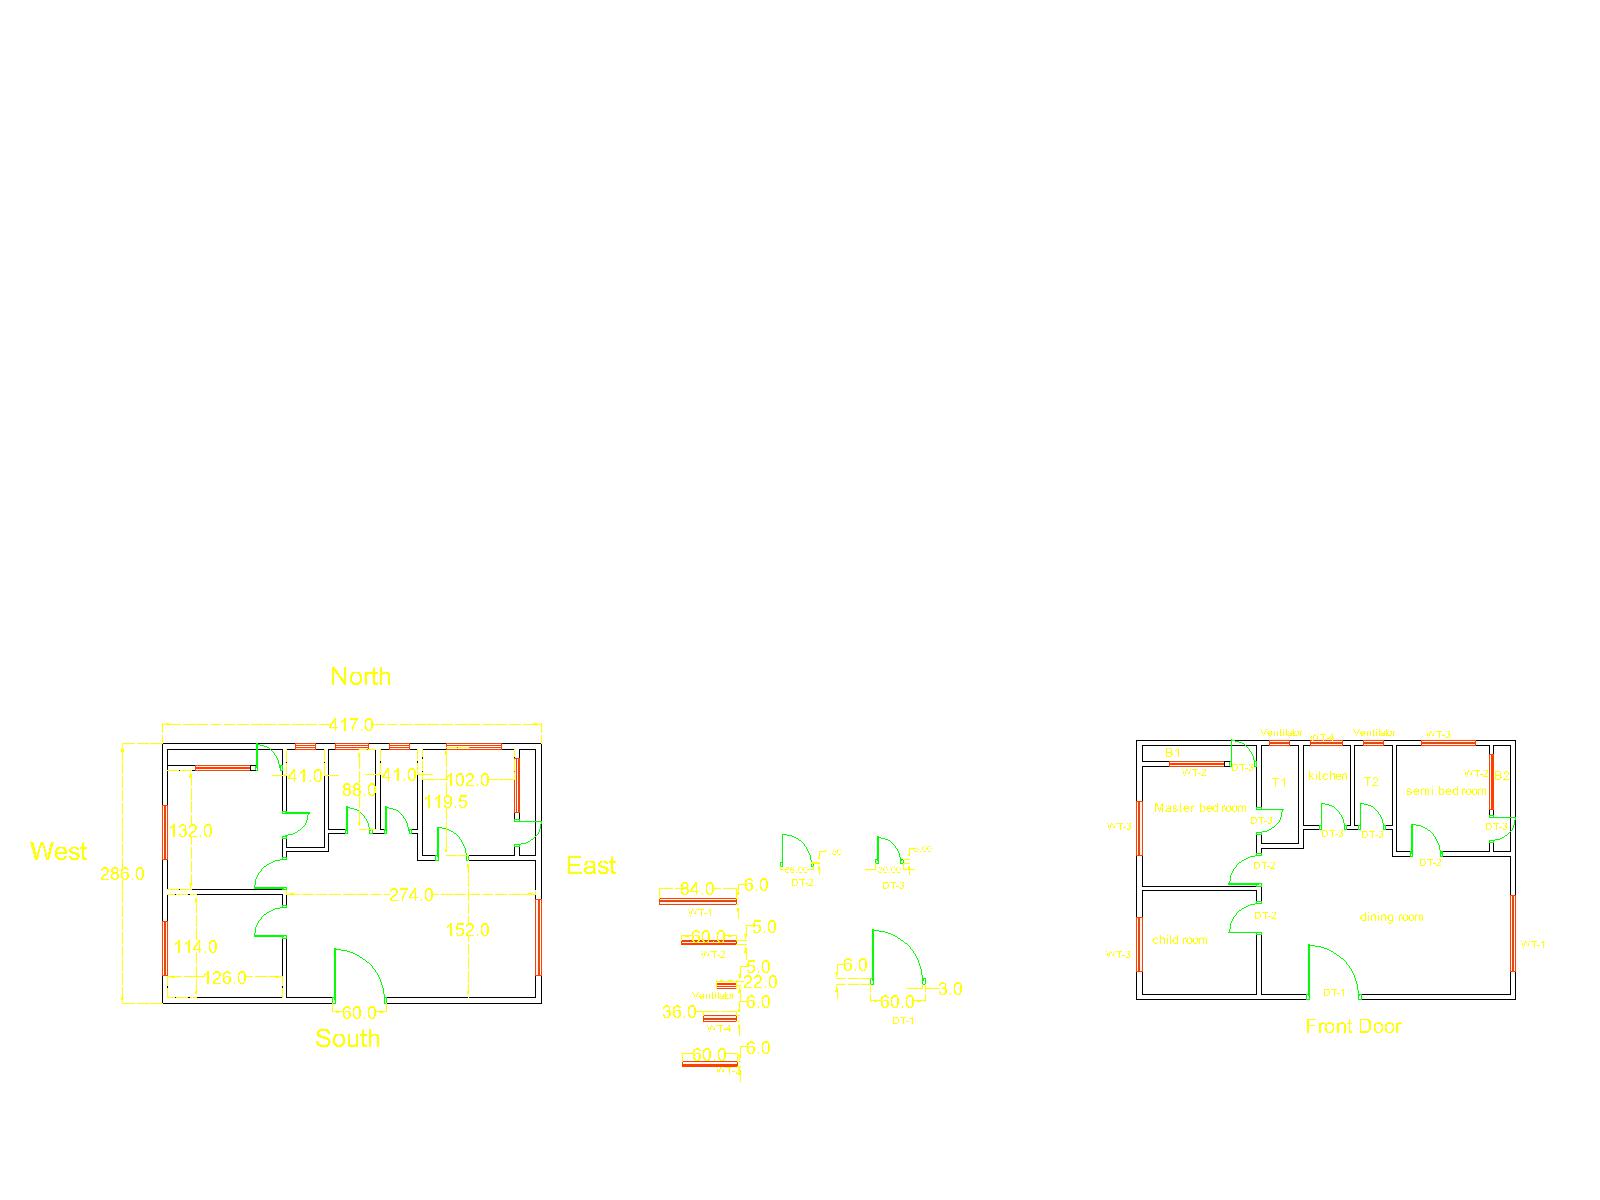 North
417.0
41.0
88.0
41.0
102.0
119.5
132.0
West
286.0
East
274.0
152.0
114.0
126.0
60.0
South
84.0
6.0
WT-1
60.0
5.0
WT-2
5.0
22.0
Ventilator
36.0
6.0
WT-4
60.0
6.0
DT-2
DT-3
6.0
60.0
3.0
DT-1
Ventilator
WT-4
Ventilator
WT-3
B1
WT-2
DT-3
T1
kitchen
T2
WT-2
B2
semi bed room
Master bed room
WT-3
DT-3
DT-3
DT-3
DT-3
DT-2
DT-2
DT-2
dining room
child room
WT-3
WT-1
DT-1
Front Door